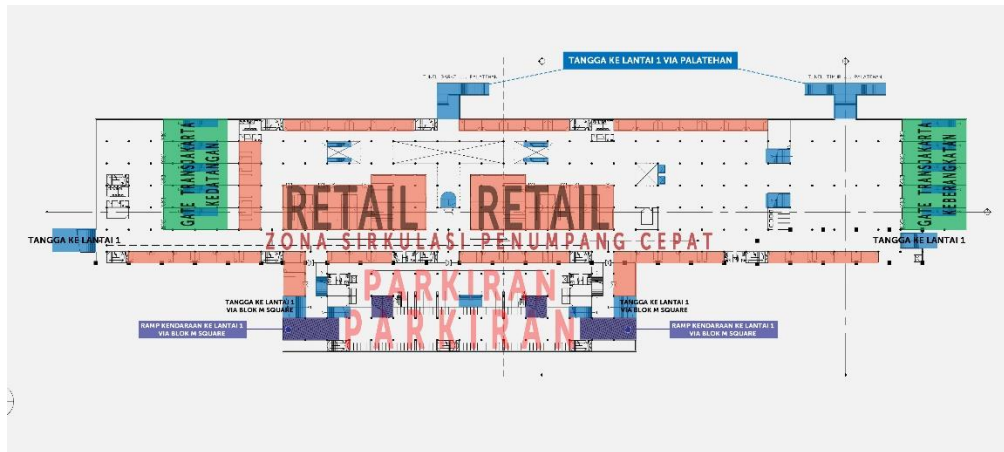 TANGGA KE LANTAI 1 VIA PALATEHAN
GATE TRANSJAKARTA
KEDATANGAN
GATE TRANSJAKARTA
KEBERANGKATAN
RETAIL RETAIL
TANGGA KE LANTAI 1
TANGGA KE LANTAI 1
ZONA SIRKULASI PENUMPANG CEPAT
PARKIRAN
TANGGA KE LANTAI 1
VIA BLOK M SQUARE
TANGGA KE LANTAI 1
VIA BLOK M SQUARE
RAMP KENDARAAN KE LANTAI 1
VIA BLOK M SQUARE
PARKIRAN
RAMP KENDARAAN KE LANTAI 1
VIA BLOK M SQUARE